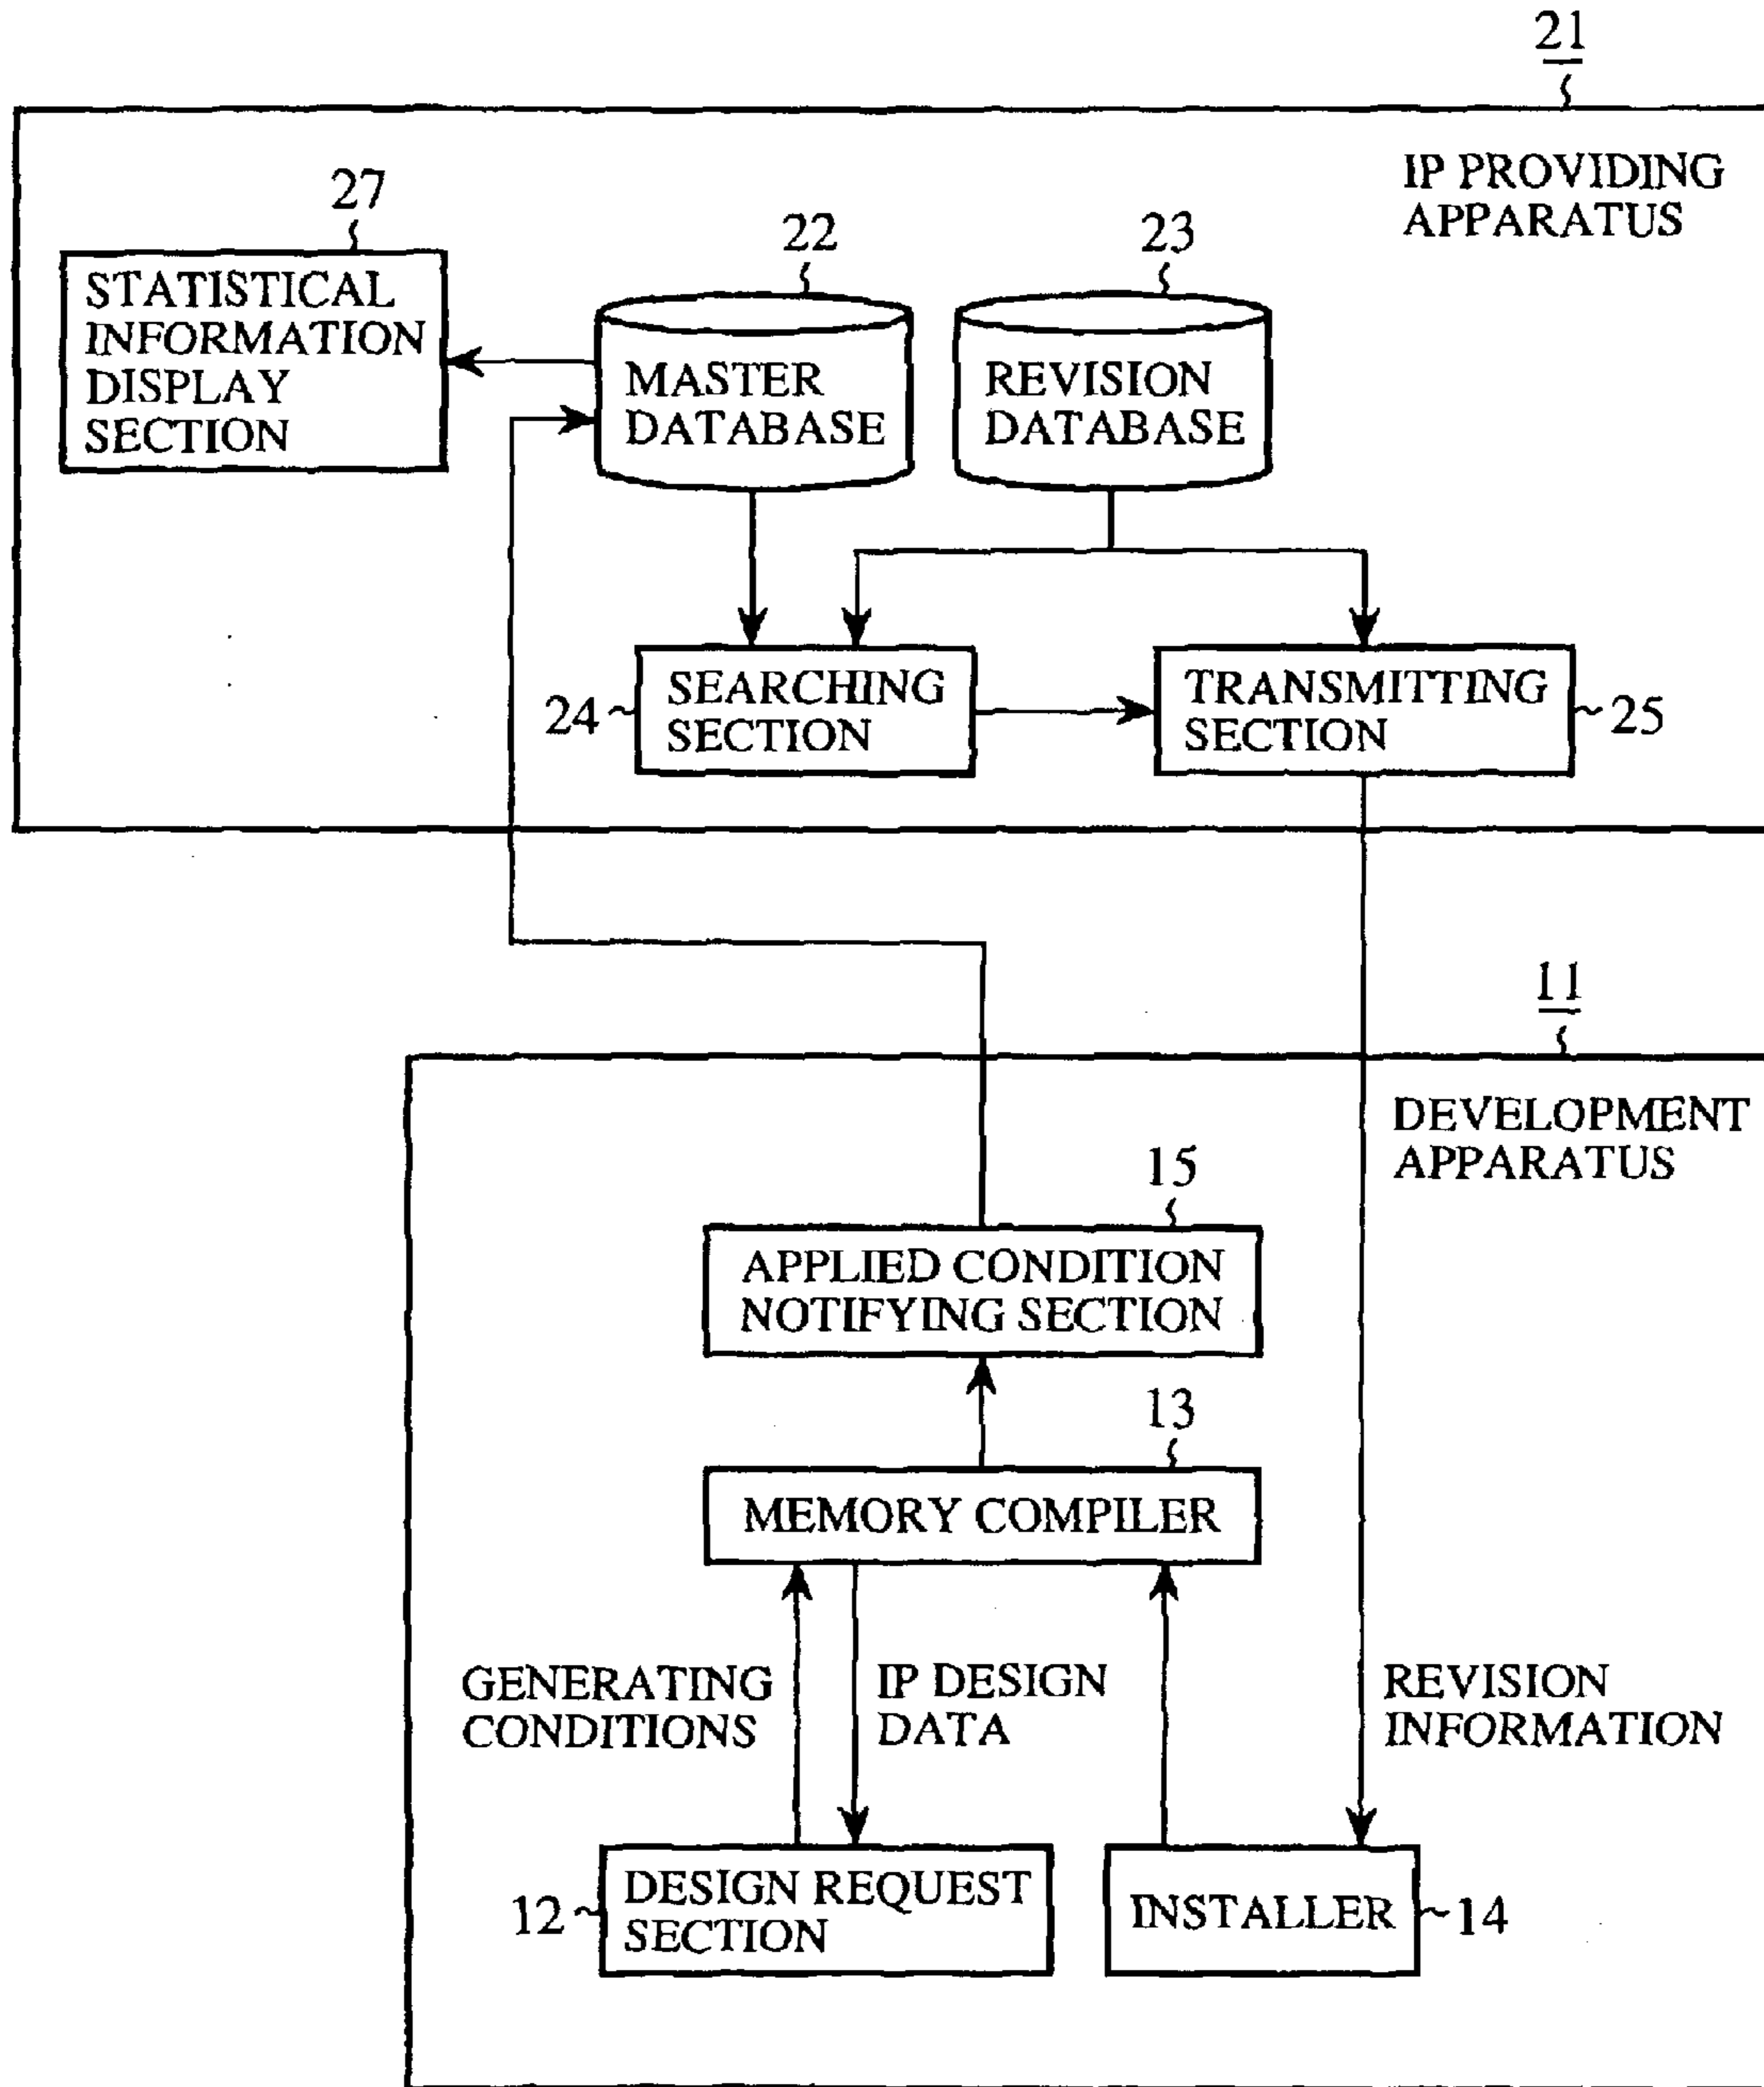 21
IP PROVIDING
APPARATUS
27
22
23
STATISTICAL
INFORMATION
DISPLAY
SECTION
MASTER
DATABASE
REVISION
DATABASE
24
SEARCHING
SECTION
TRANSMITTING
SECTION
25
11
DEVELOPMENT
APPARATUS
15
APPLIED CONDITION
NOTIFYING SECTION
13
MEMORY COMPILER
GENERATING
CONDITIONS
IP DESIGN
DATA
REVISION
INFORMATION
12
DESIGN REQUEST
SECTION
INSTALLER
14